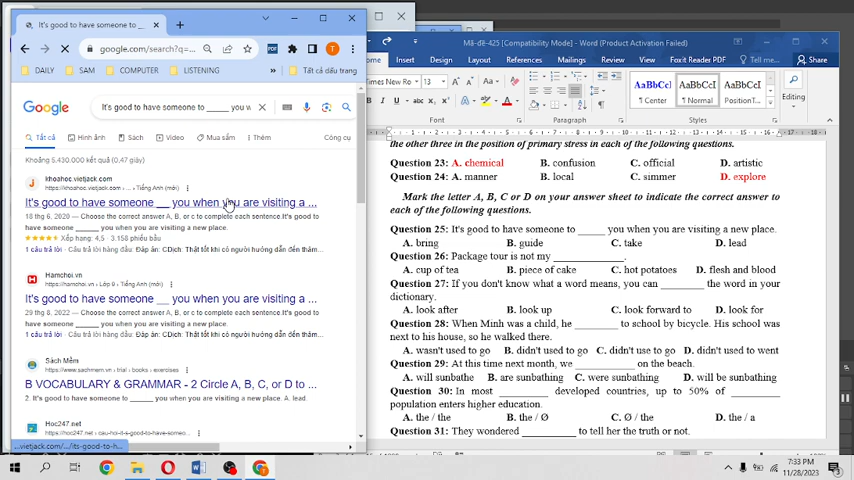 It's good to have someone to __
google.com/search?q=...
DAILY SAM COMPUTER LISTENING » Tất cả dấu trang
Google It's good to have someone to _____ you w
Tất cả Hình ảnh Sách Video Mua sắm Thêm Công cụ
Khoảng 5.430.000 kết quả (0,47 giây)
khoahoc.vietjack.com
https://khoahoc.vietjack.com › ... › Tiếng Anh (mới)
It's good to have someone __ you when you are visiting a ...
18 thg 6, 2020 — Choose the correct answer A, B, or c to complete each sentence.It's good to
have someone ______ you when you are visiting a new place.
Xếp hạng: 4,5 · 3.158 phiếu bầu
1 câu trả lời · Câu trả lời hàng đầu: Đáp án: CDịch: Thật tốt khi có người hướng dẫn đến thăm...
Hamchoi.vn
https://hamchoi.vn › Lớp 9 › Tiếng Anh (mới)
It's good to have someone __ you when you are visiting a ...
29 thg 8, 2022 — Choose the correct answer A, B, or c to complete each sentence.It's good to
have someone ______ you when you are visiting a new place.
1 câu trả lời · Câu trả lời hàng đầu: Đáp án: CDịch: Thật tốt khi có người hướng dẫn đến thăm...
Sách Mềm
https://www.sachmem.vn › trial › books › exercises
B VOCABULARY & GRAMMAR - 2 Circle A, B, C, or D to ...
2. It's good to have someone to ______ you when you are visiting a new place. A. lead
Hoc247.net
https://hoc247.net › cau-hoi-it-s-good-to-have-someo...
...vietjack.com/.../its-good-to-h...
Mã-đề-425 [Compatibility Mode] - Word (Product Activation Failed)
Insert Design Layout References Mailings Review View Help Foxit Reader PDF Share
Times New Ro 13
AaBbCcI AaBbCcI AaBbCcI
¶ Center ¶ Normal PositionT... Editing
Font Paragraph Styles
the other three in the position of primary stress in each of the following questions.
Question 23: A. chemical B. confusion C. official D. artistic
Question 24: A. manner B. local C. letter D. explore
Mark the letter A, B, C or D on your answer sheet to indicate the correct answer to
each of the following questions.
Question 25: It's good to have someone to _____ you when you are visiting a new place.
A. bring B. guide C. take D. lead
Question 26: Package tour is not my _____________.
A. cup of tea B. piece of cake C. hot potatoes D. flesh and blood
Question 27: If you don't know what a word means, you can ________ the word in your
dictionary.
A. look after B. look up C. look forward to D. look for
Question 28: When Minh was a child, he ________ to school by bicycle. His school was
next to his house, so he walked there.
A. wasn't used to go B. didn't used to go C. didn't use to go D. didn't used to went
Question 29: At this time next month, we ___________ on the beach.
A. will sunbathe B. are sunbathing C. were sunbathing D. will be sunbathing
Question 30: In most ________ developed countries, up to 50% of _________
population enters higher education.
A. the / the B. the / Ø C. Ø / the D. the / a
Question 31: They wondered __________ to tell her the truth or not.
7:33 PM
11/28/2023